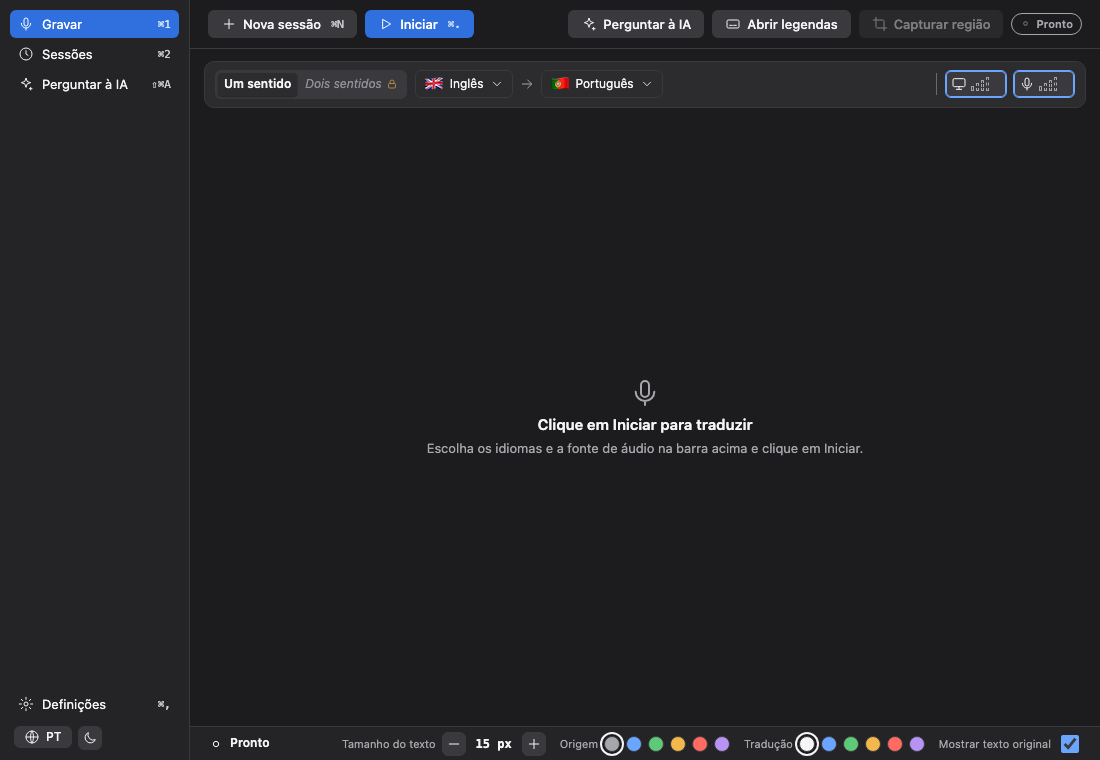 Gravar ⌘1
Sessões ⌘2
Perguntar à IA ⇧⌘A
Nova sessão ⌘N
Iniciar ⌘.
Perguntar à IA
Abrir legendas
Capturar região
Pronto
Um sentido
Dois sentidos
Inglês
Português
Clique em Iniciar para traduzir
Escolha os idiomas e a fonte de áudio na barra acima e clique em Iniciar.
Definições ⌘,
PT
Pronto
Tamanho do texto
15 px
Origem
Tradução
Mostrar texto original